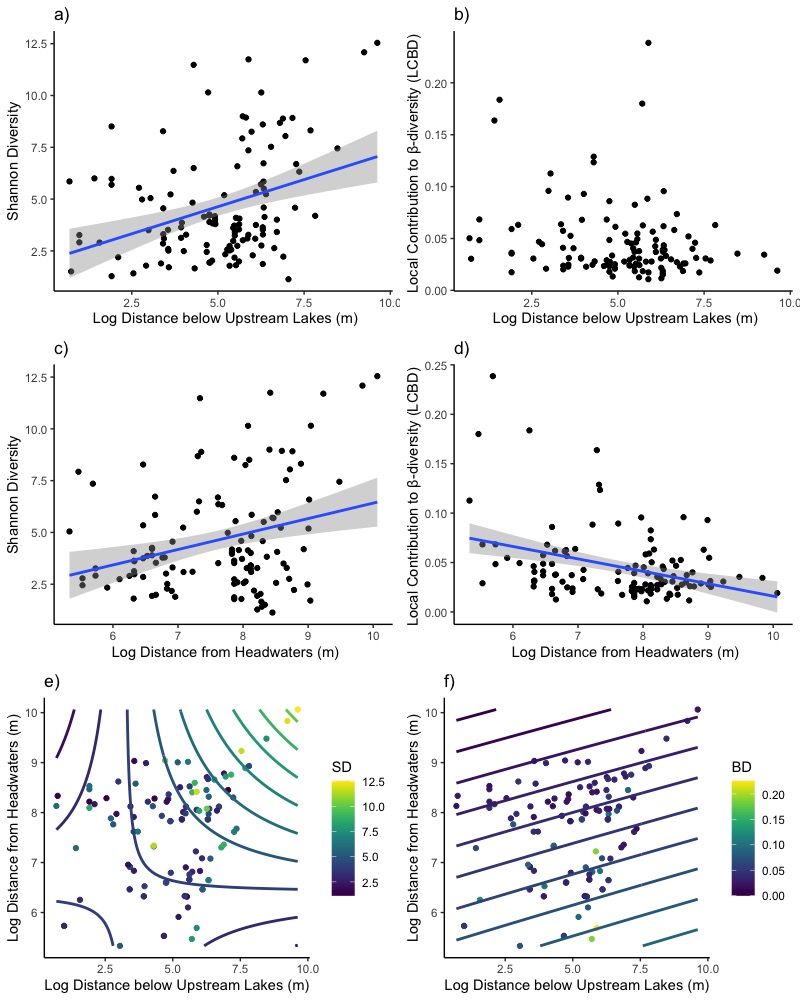 a)
Shannon Diversity
12.5
10.0
7.5
5.0
2.5
2.5 5.0 7.5 10.0
Log Distance below Upstream Lakes (m)
b)
Local Contribution to β-diversity (LCBD)
0.20
0.15
0.10
0.05
0.00
2.5 5.0 7.5 10.0
Log Distance below Upstream Lakes (m)
c)
Shannon Diversity
12.5
10.0
7.5
5.0
2.5
6 7 8 9 10
Log Distance from Headwaters (m)
d)
Local Contribution to β-diversity (LCBD)
0.25
0.20
0.15
0.10
0.05
0.00
6 7 8 9 10
Log Distance from Headwaters (m)
e)
Log Distance from Headwaters (m)
10
9
8
7
6
2.5 5.0 7.5 10.0
Log Distance below Upstream Lakes (m)
SD
12.5
10.0
7.5
5.0
2.5
f)
Log Distance from Headwaters (m)
10
9
8
7
6
2.5 5.0 7.5 10.0
Log Distance below Upstream Lakes (m)
BD
0.20
0.15
0.10
0.05
0.00